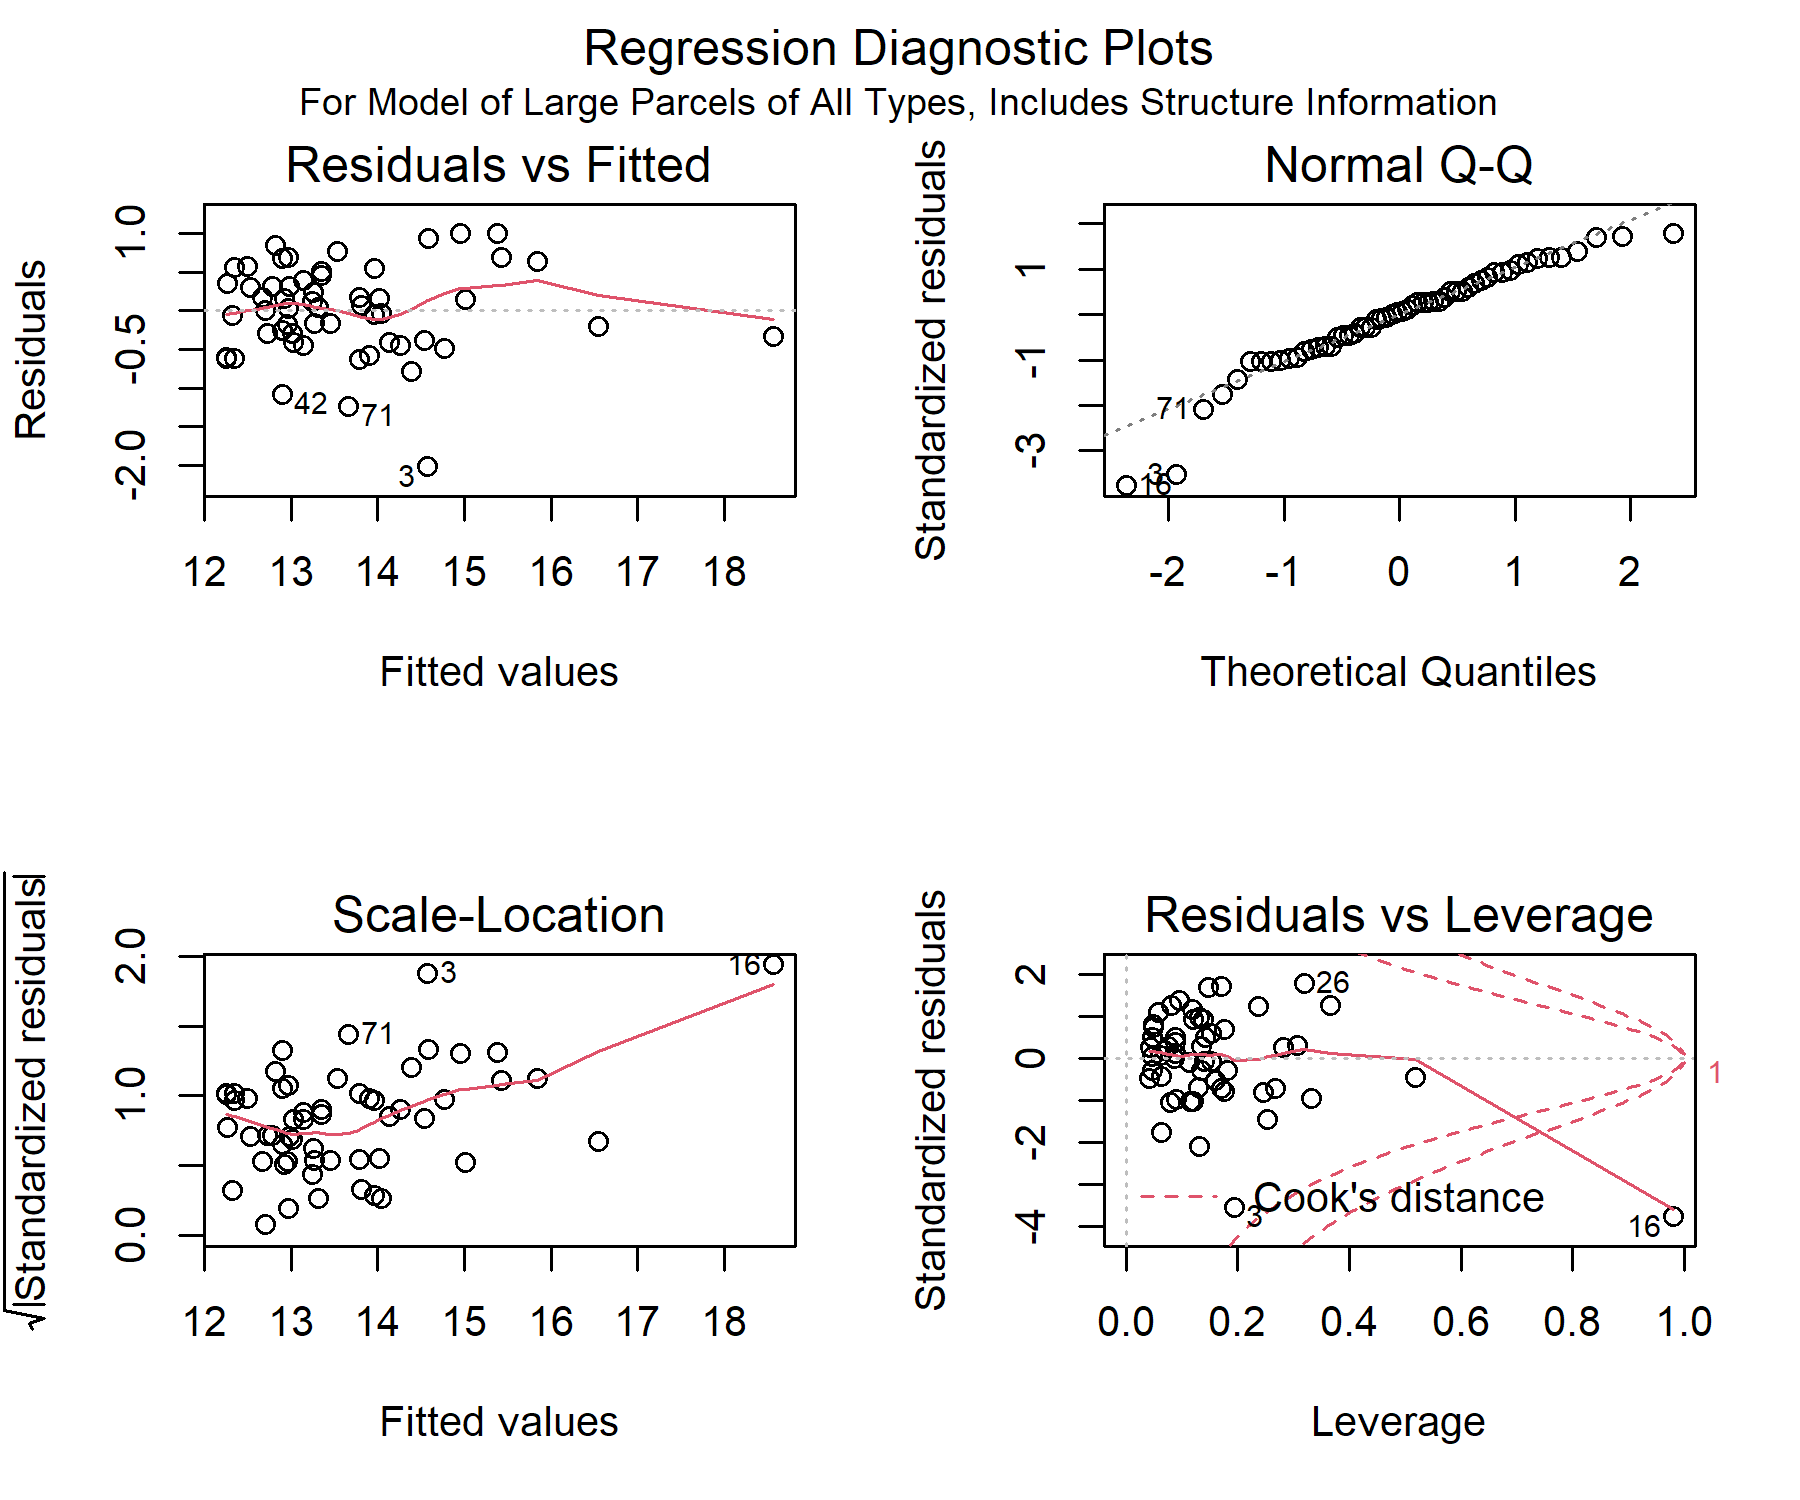 Regression Diagnostic Plots
For Model of Large Parcels of All Types, Includes Structure Information
Residuals vs Fitted
Residuals
1.0
-0.5
-2.0
42
71
3
12 13 14 15 16 17 18
Fitted values
Normal Q-Q
Standardized residuals
1
-1
-3
71
3
16
-2 -1 0 1 2
Theoretical Quantiles
Scale-Location
√|Standardized residuals|
2.0
1.0
0.0
3
16
71
12 13 14 15 16 17 18
Fitted values
Residuals vs Leverage
Standardized residuals
2
0
-2
-4
26
1
Cook's distance
3
16
0.0 0.2 0.4 0.6 0.8 1.0
Leverage